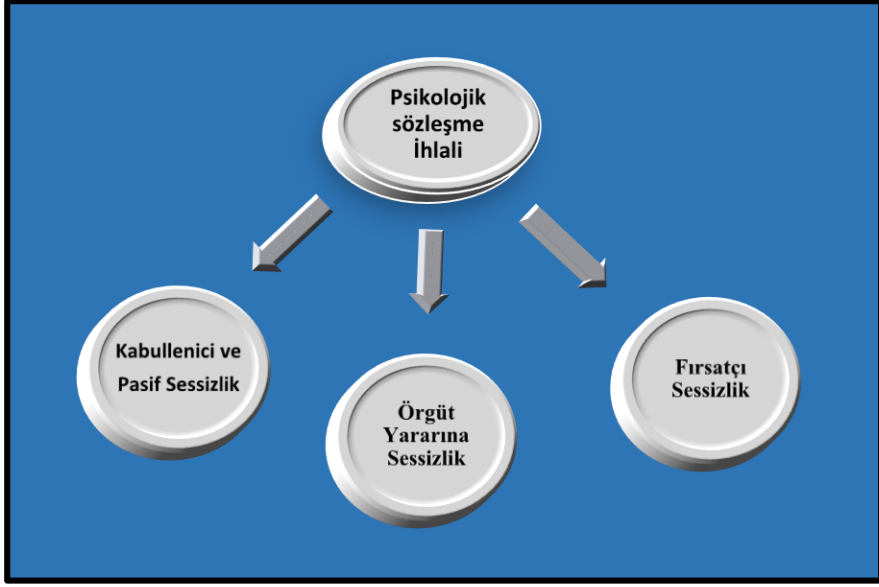 Psikolojik
sözleşme
İhlali
Kabullenici ve
Pasif Sessizlik
Örgüt
Yararına
Sessizlik
Fırsatçı
Sessizlik